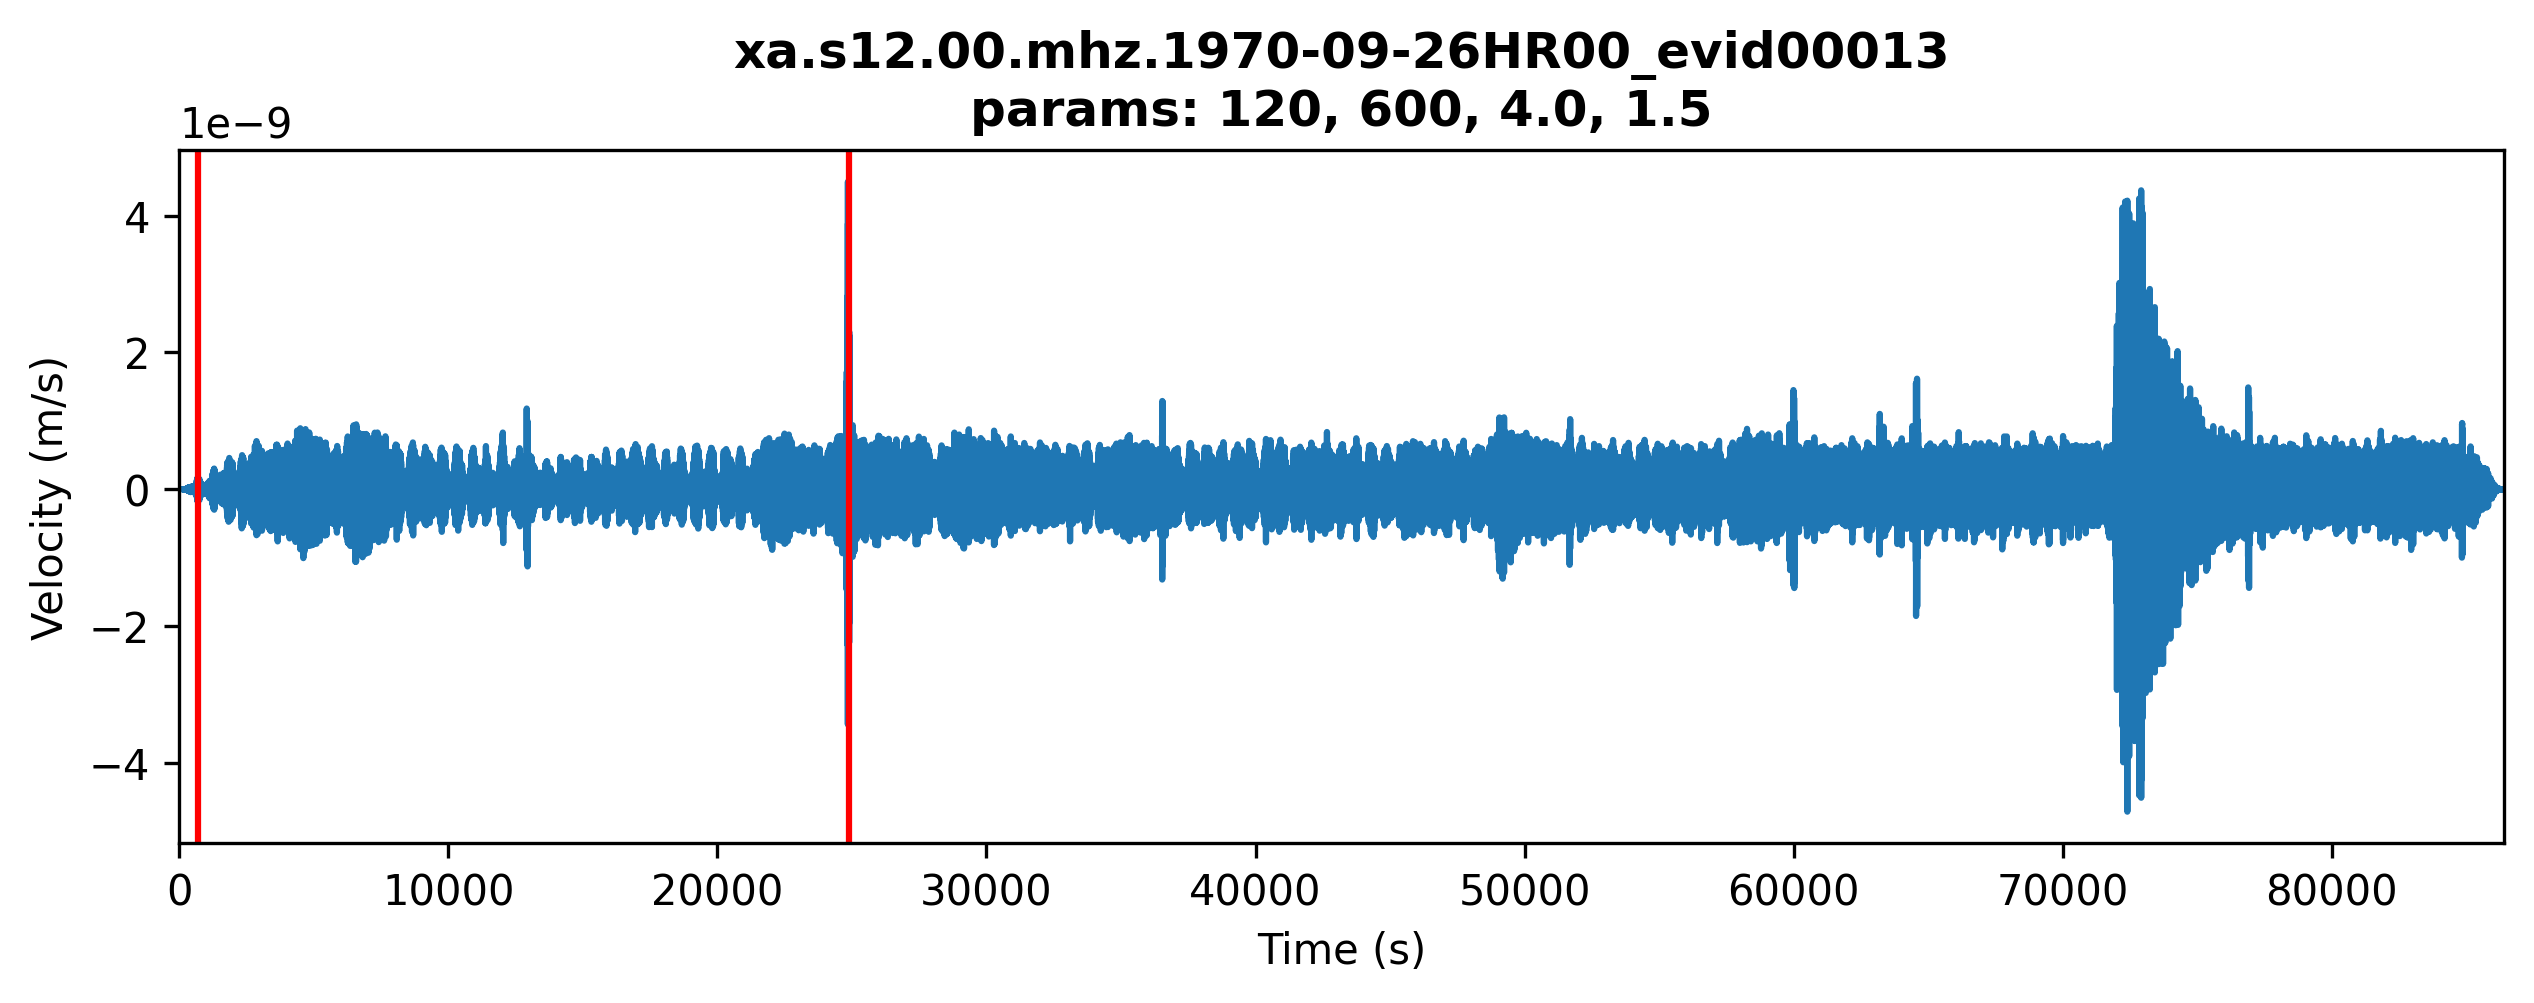 xa.s12.00.mhz.1970-09-26HR00_evid00013
params: 120, 600, 4.0, 1.5
1e−9
4
2
0
−2
−4
Velocity (m/s)
0 10000 20000 30000 40000 50000 60000 70000 80000
Time (s)